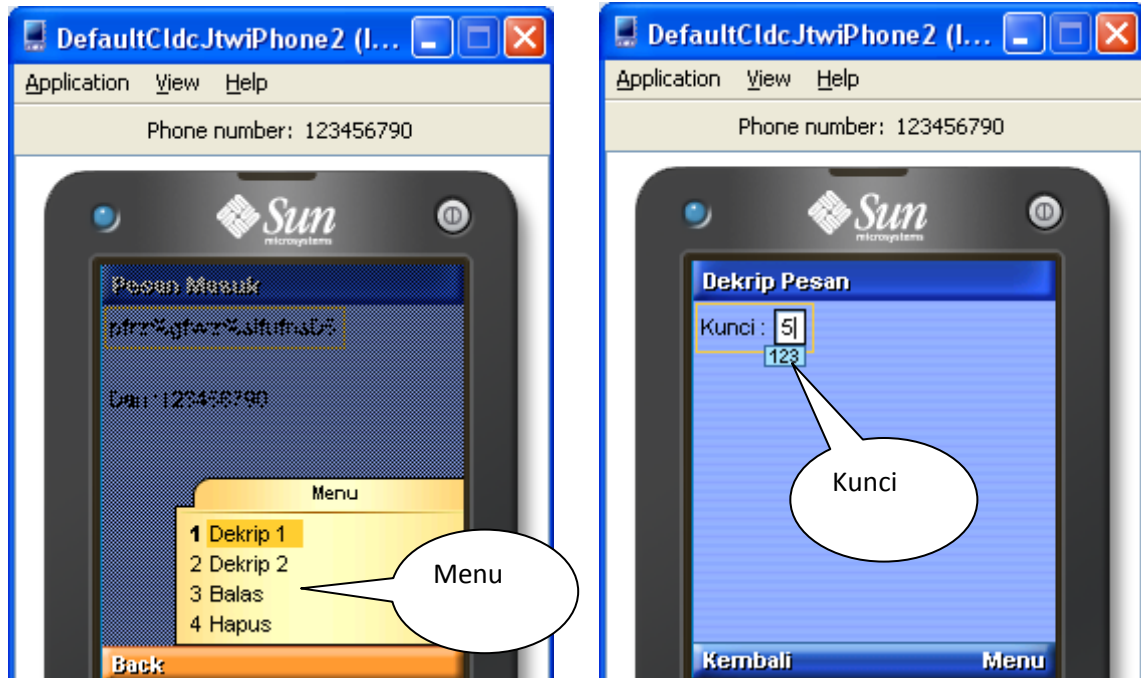 DefaultCldcJtwiPhone2 (I...
Application View Help
Phone number: 123456790
Sun
microsystems
Pesan Masuk
Dari :123456790
Menu
1 Dekrip 1
2 Dekrip 2
3 Balas
4 Hapus
Menu
Back
DefaultCldcJtwiPhone2 (I...
Application View Help
Phone number: 123456790
Sun
microsystems
Dekrip Pesan
Kunci : 5
123
Kunci
Kembali Menu